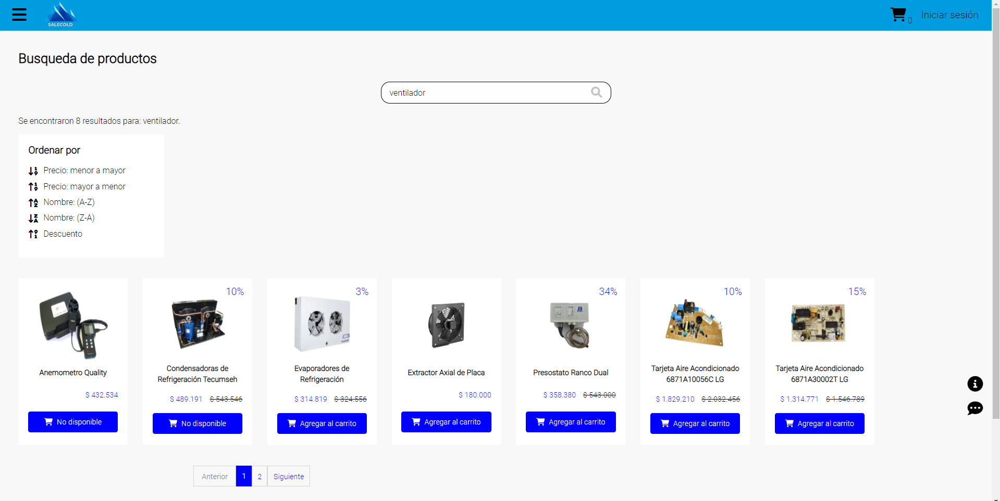 SALECOLD
0
Iniciar sesión
Busqueda de productos
ventilador
Se encontraron 8 resultados para: ventilador.
Ordenar por
Precio: menor a mayor
Precio: mayor a menor
Nombre: (A-Z)
Nombre: (Z-A)
Descuento
Anemometro Quality
$ 432.534
No disponible
10%
Condensadoras de
Refrigeración Tecumseh
$ 489.191 $ 543.546
No disponible
3%
Evaporadores de
Refrigeración
$ 314.819 $ 324.556
Agregar al carrito
Extractor Axial de Placa
$ 180.000
Agregar al carrito
34%
Presostato Ranco Dual
$ 358.380 $ 543.000
Agregar al carrito
10%
Tarjeta Aire Acondicionado
6871A10056C LG
$ 1.829.210 $ 2.032.456
Agregar al carrito
15%
Tarjeta Aire Acondicionado
6871A30002T LG
$ 1.314.771 $ 1.546.789
Agregar al carrito
Anterior 1 2 Siguiente